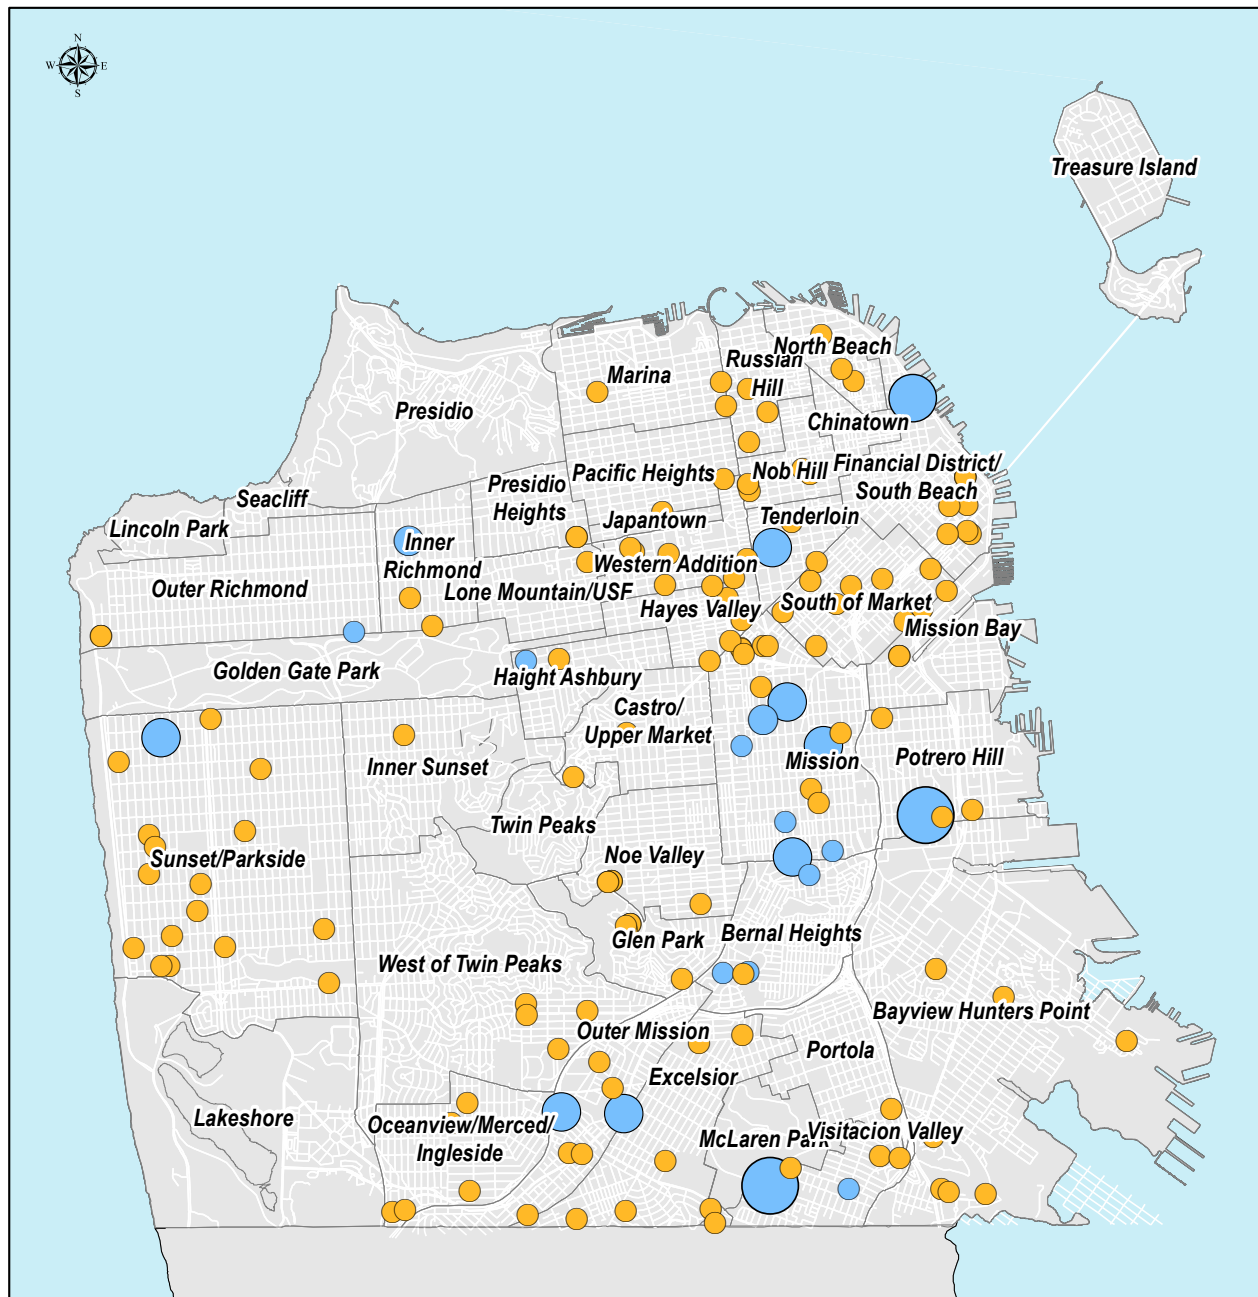 N
W E
S
Treasure Island
North Beach
Russian
Hill
Marina
Presidio
Chinatown
Financial District/
South Beach
Nob Hill
Pacific Heights
Presidio
Heights
Seacliff
Lincoln Park
Tenderloin
Japantown
Inner
Richmond
Western Addition
Outer Richmond
Lone Mountain/USF
South of Market
Hayes Valley
Mission Bay
Golden Gate Park
Haight Ashbury
Castro/
Upper Market
Inner Sunset
Mission
Potrero Hill
Twin Peaks
Sunset/Parkside
Noe Valley
Glen Park
Bernal Heights
West of Twin Peaks
Bayview Hunters Point
Outer Mission
Portola
Excelsior
Lakeshore
Oceanview/Merced/
Ingleside
McLaren Park
Visitacion Valley